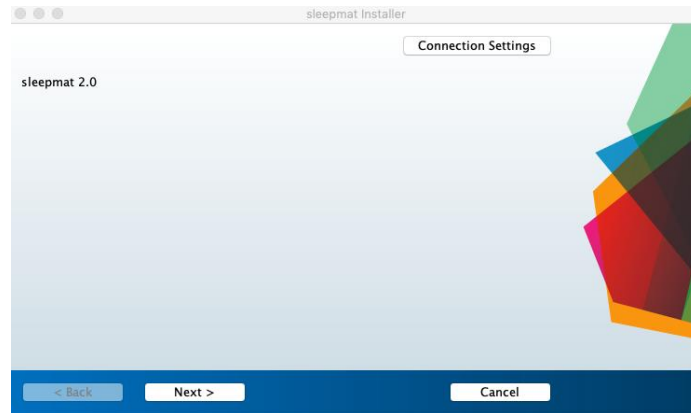 sleepmat Installer
Connection Settings
sleepmat 2.0
< Back Next > Cancel